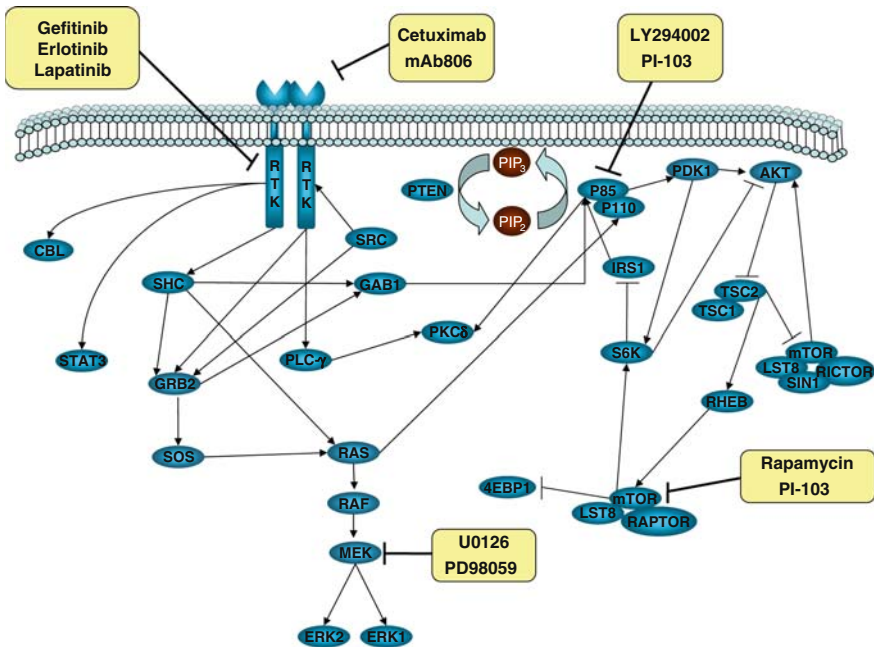 Gefitinib
Erlotinib
Lapatinib
Cetuximab
mAb806
LY294002
PI-103
R
T
K
R
T
K
PTEN
PIP3
PIP2
P85
P110
PDK1
AKT
CBL
SRC
SHC
GAB1
IRS1
TSC2
TSC1
STAT3
GRB2
PLC-γ
PKCδ
S6K
mTOR
LST8
SIN1
RICTOR
RHEB
SOS
RAS
4EBP1
mTOR
LST8
RAPTOR
Rapamycin
PI-103
RAF
MEK
U0126
PD98059
ERK2
ERK1